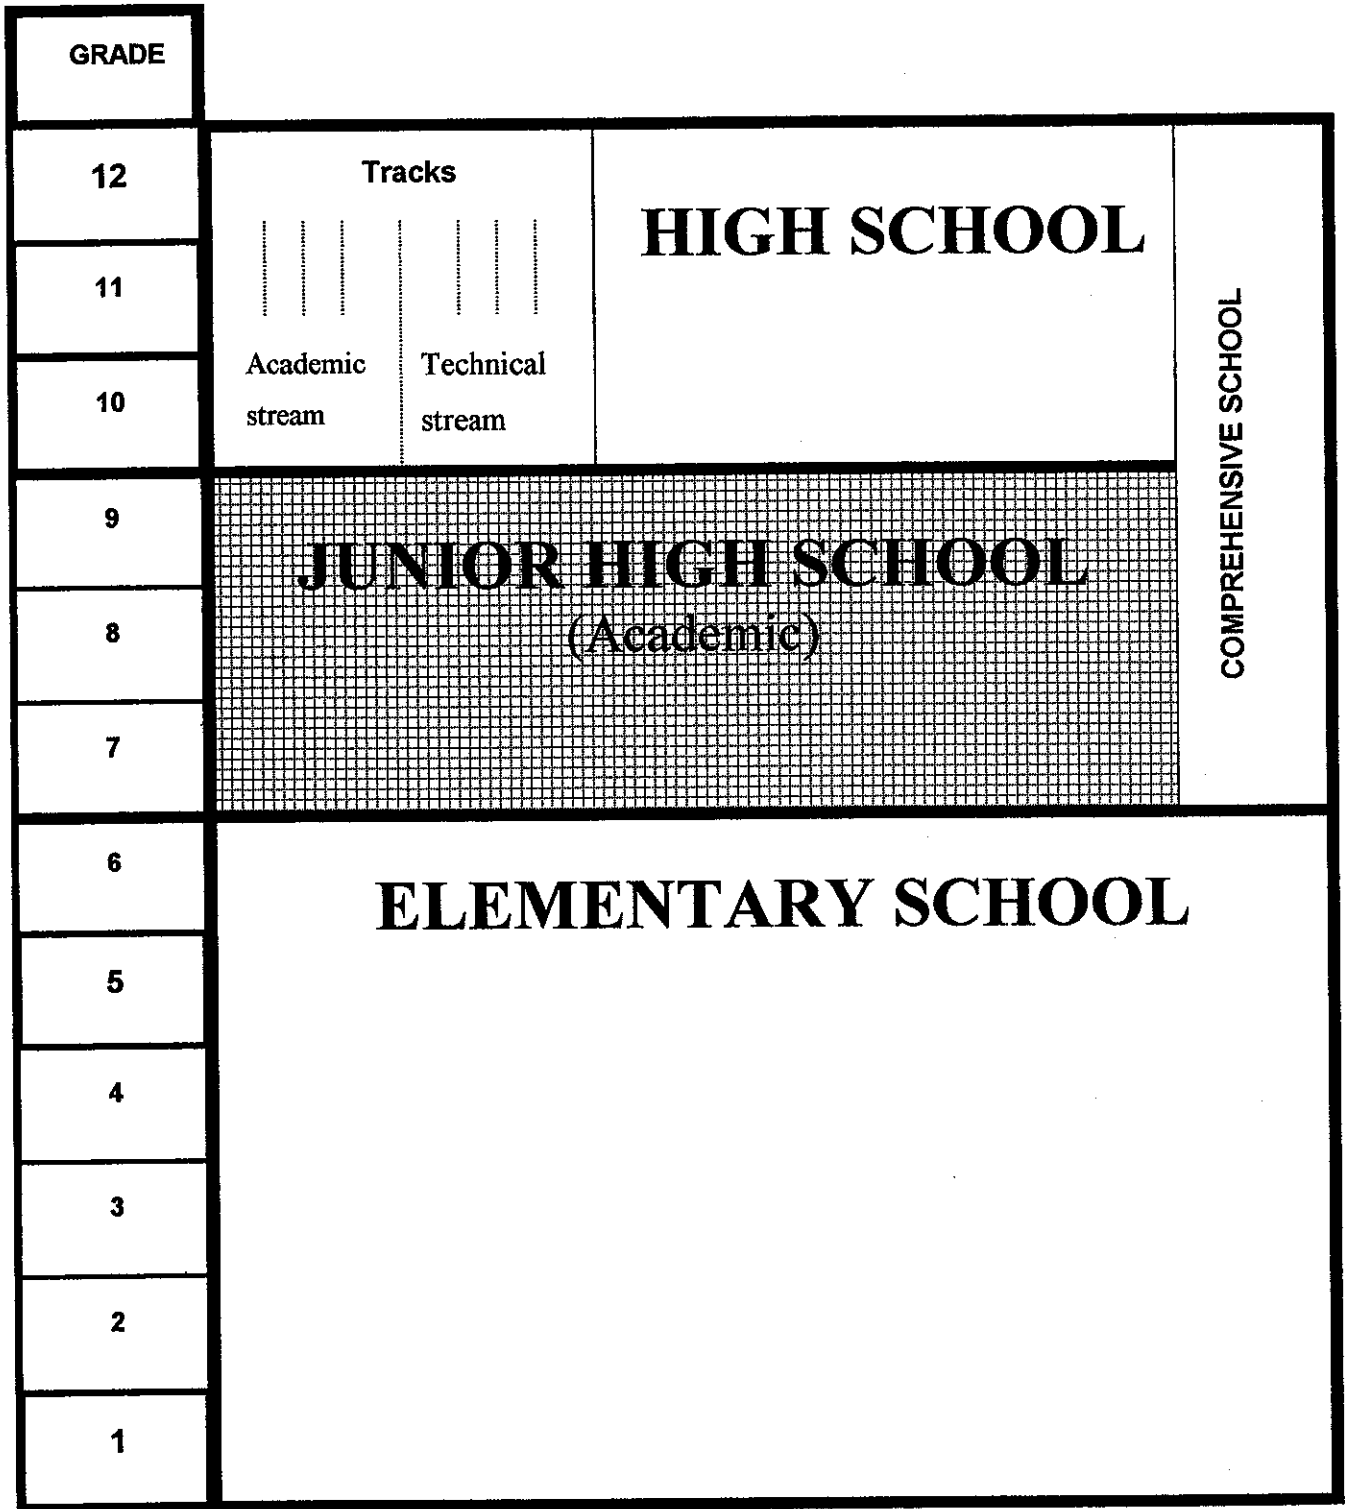 GRADE
12
Tracks
HIGH SCHOOL
11
Academic
stream
Technical
stream
10
COMPREHENSIVE SCHOOL
9
JUNIOR HIGH SCHOOL
(Academic)
8
7
6
ELEMENTARY SCHOOL
5
4
3
2
1